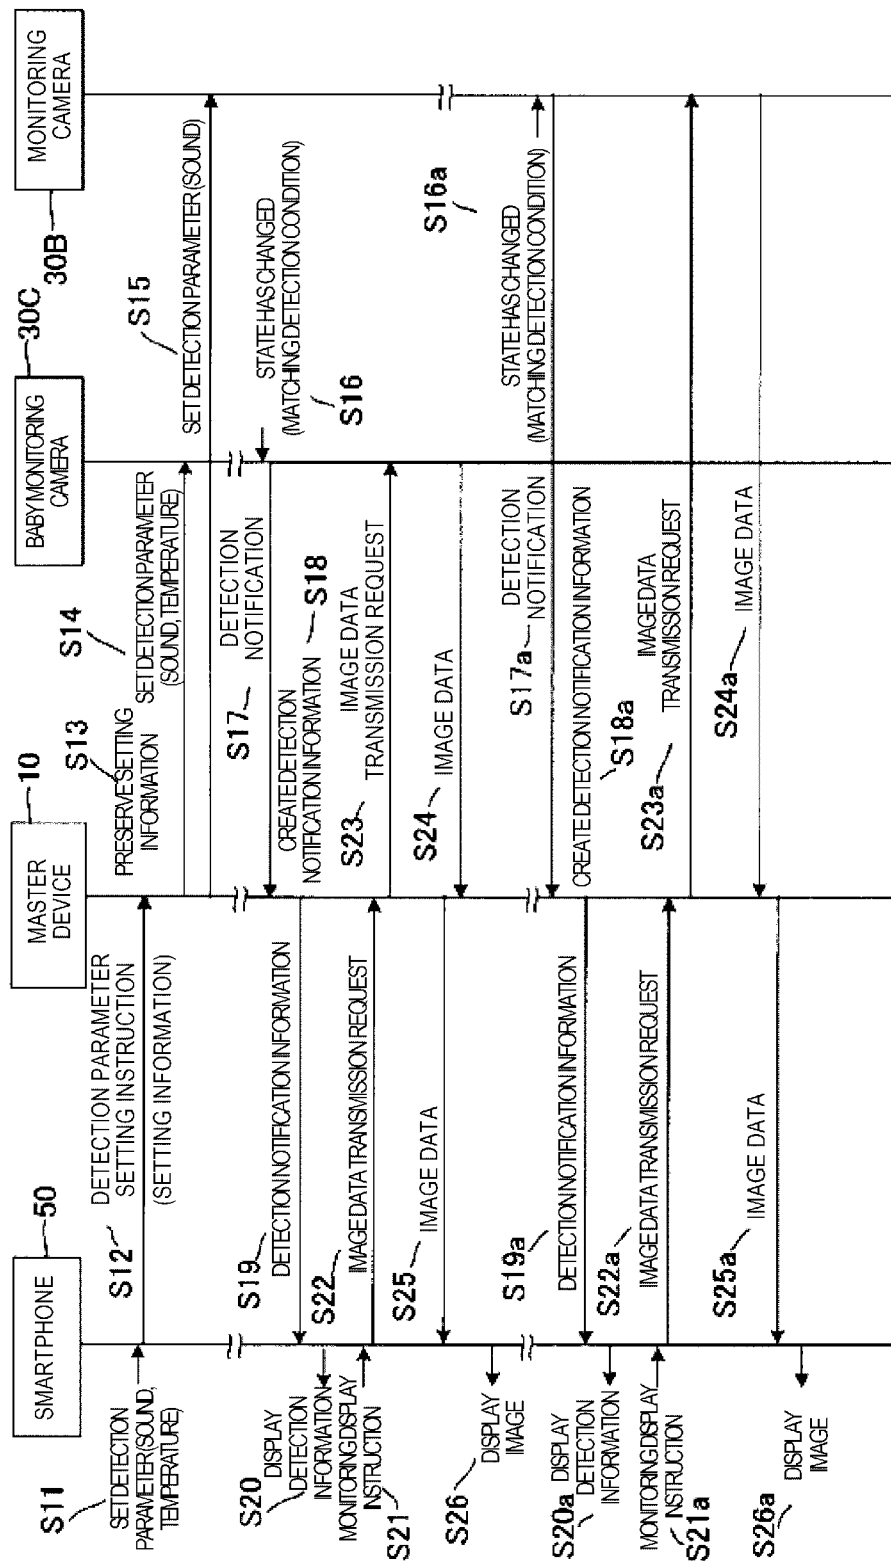 SMARTPHONE
50
MASTER
DEVICE
10
BABY MONITORING
CAMERA
30C
MONITORING
CAMERA
30B
S11
SET DETECTION
PARAMETER (SOUND,
TEMPERATURE)
S12
DETECTION PARAMETER
SETTING INSTRUCTION
(SETTING INFORMATION)
S13
PRESERVE SETTING
INFORMATION
S14
SET DETECTION PARAMETER
(SOUND, TEMPERATURE)
S15
SET DETECTION PARAMETER (SOUND)
STATE HAS CHANGED
(MATCHING DETECTION CONDITION)
S16
S17
DETECTION
NOTIFICATION
CREATE DETECTION
NOTIFICATION INFORMATION
S18
S19
DETECTION NOTIFICATION INFORMATION
S20
DISPLAY
DETECTION
INFORMATION
MONITORING DISPLAY
INSTRUCTION
S21
S22
IMAGE DATA TRANSMISSION REQUEST
S23
IMAGE DATA
TRANSMISSION REQUEST
S24
IMAGE DATA
S25
IMAGE DATA
S26
DISPLAY
IMAGE
S16a
STATE HAS CHANGED
(MATCHING DETECTION CONDITION)
S17a
DETECTION
NOTIFICATION
CREATE DETECTION NOTIFICATION INFORMATION
S18a
S19a
DETECTION NOTIFICATION INFORMATION
S20a
DISPLAY
DETECTION
INFORMATION
MONITORING DISPLAY
INSTRUCTION
S21a
S22a
IMAGE DATA TRANSMISSION REQUEST
S23a
IMAGE DATA
TRANSMISSION REQUEST
S24a
IMAGE DATA
S25a
IMAGE DATA
S26a
DISPLAY
IMAGE